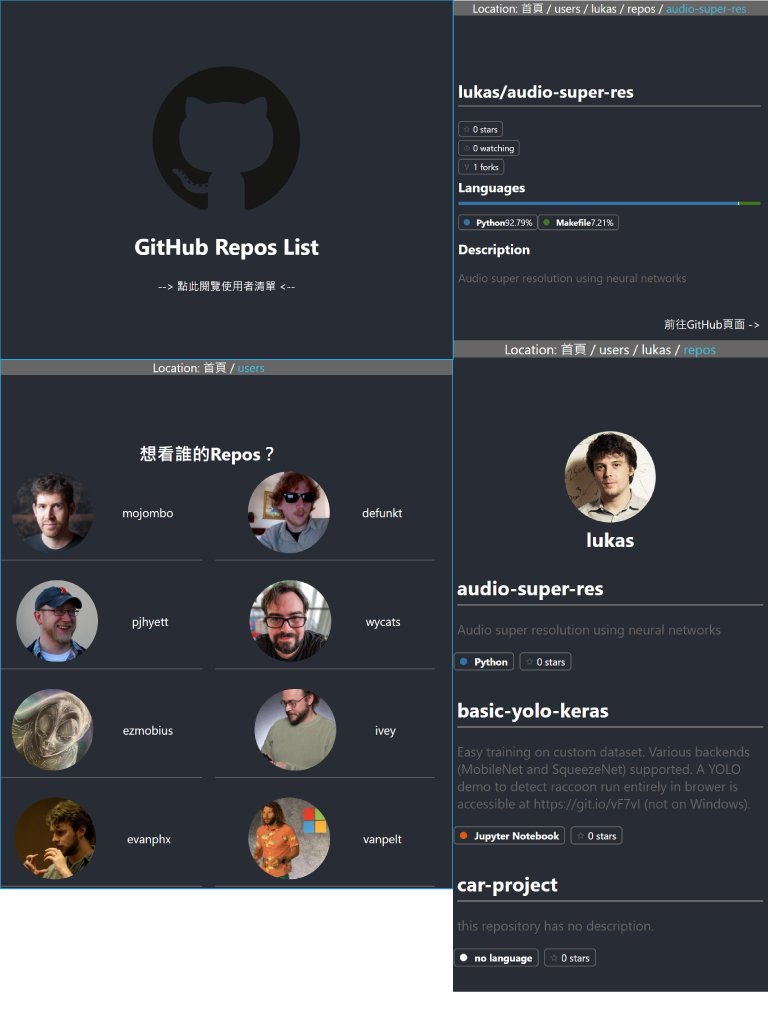 GitHub Repos List
--> 點此閱覽使用者清單 <--
Location: 首頁 / users
想看誰的Repos？
mojombo
defunkt
pjhyett
wycats
ezmobius
ivey
evanphx
vanpelt
Location: 首頁 / users / lukas / repos / audio-super-res
lukas/audio-super-res
☆ 0 stars
0 watching
1 forks
Languages
Python92.79%
Makefile7.21%
Description
Audio super resolution using neural networks
前往GitHub頁面 ->
Location: 首頁 / users / lukas / repos
lukas
audio-super-res
Audio super resolution using neural networks
Python ☆ 0 stars
basic-yolo-keras
Easy training on custom dataset. Various backends
(MobileNet and SqueezeNet) supported. A YOLO
demo to detect raccoon run entirely in brower is
accessible at https://git.io/vF7vI (not on Windows).
Jupyter Notebook ☆ 0 stars
car-project
this repository has no description.
no language ☆ 0 stars